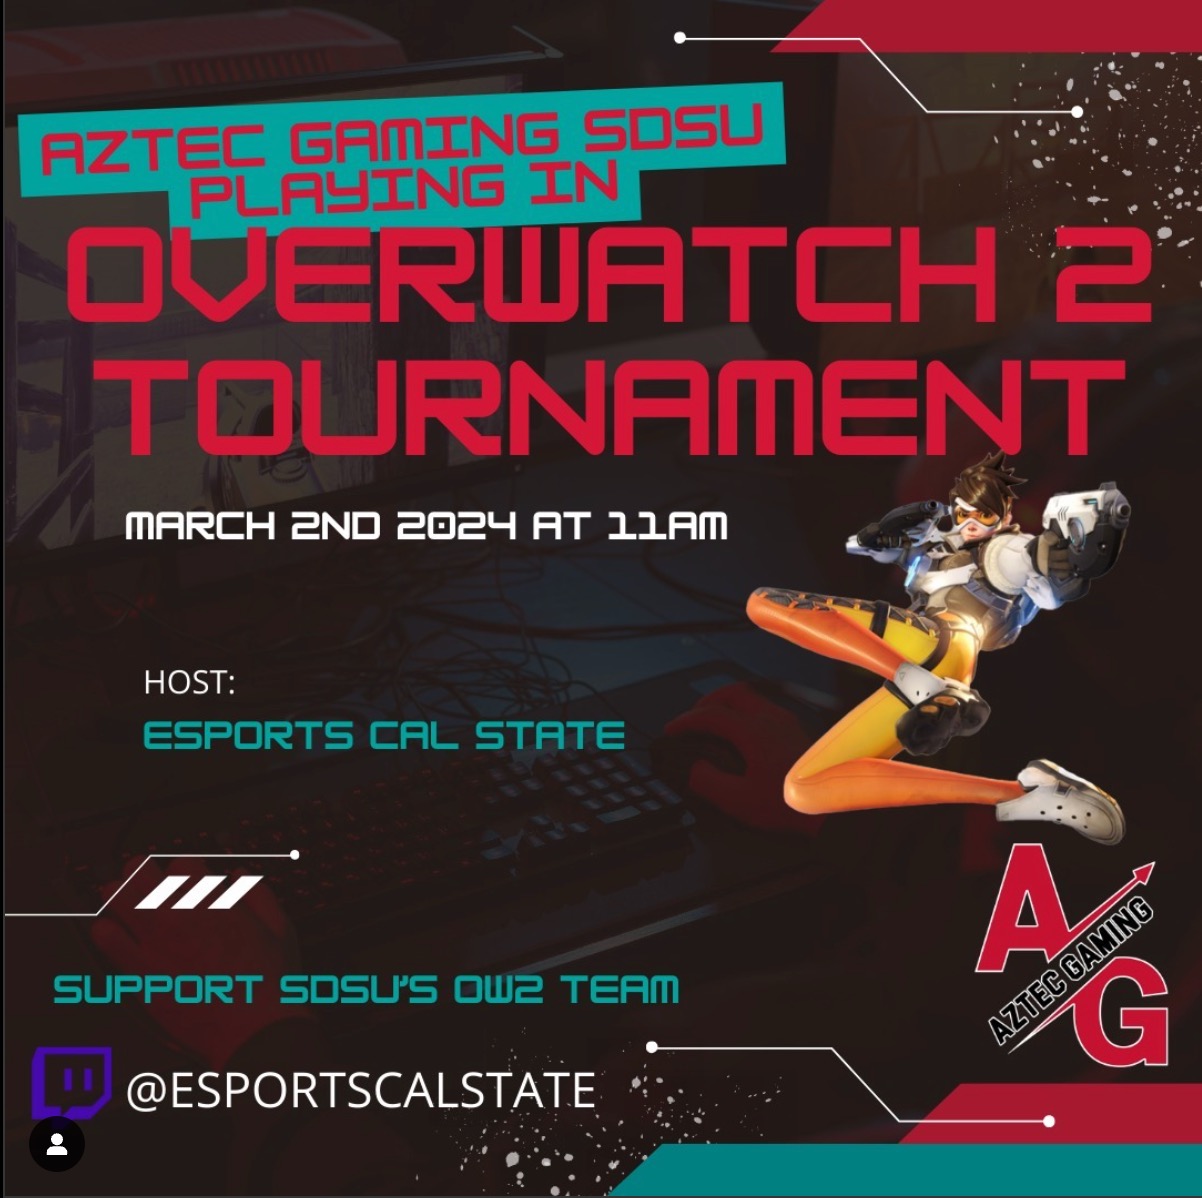 AZTEC GAMING SDSU
PLAYING IN
OVERWATCH 2
TOURNAMENT
MARCH 2ND 2024 AT 11AM
HOST:
ESPORTS CAL STATE
SUPPORT SDSU'S OW2 TEAM
@ESPORTSCALSTATE
AG
AZTEC GAMING